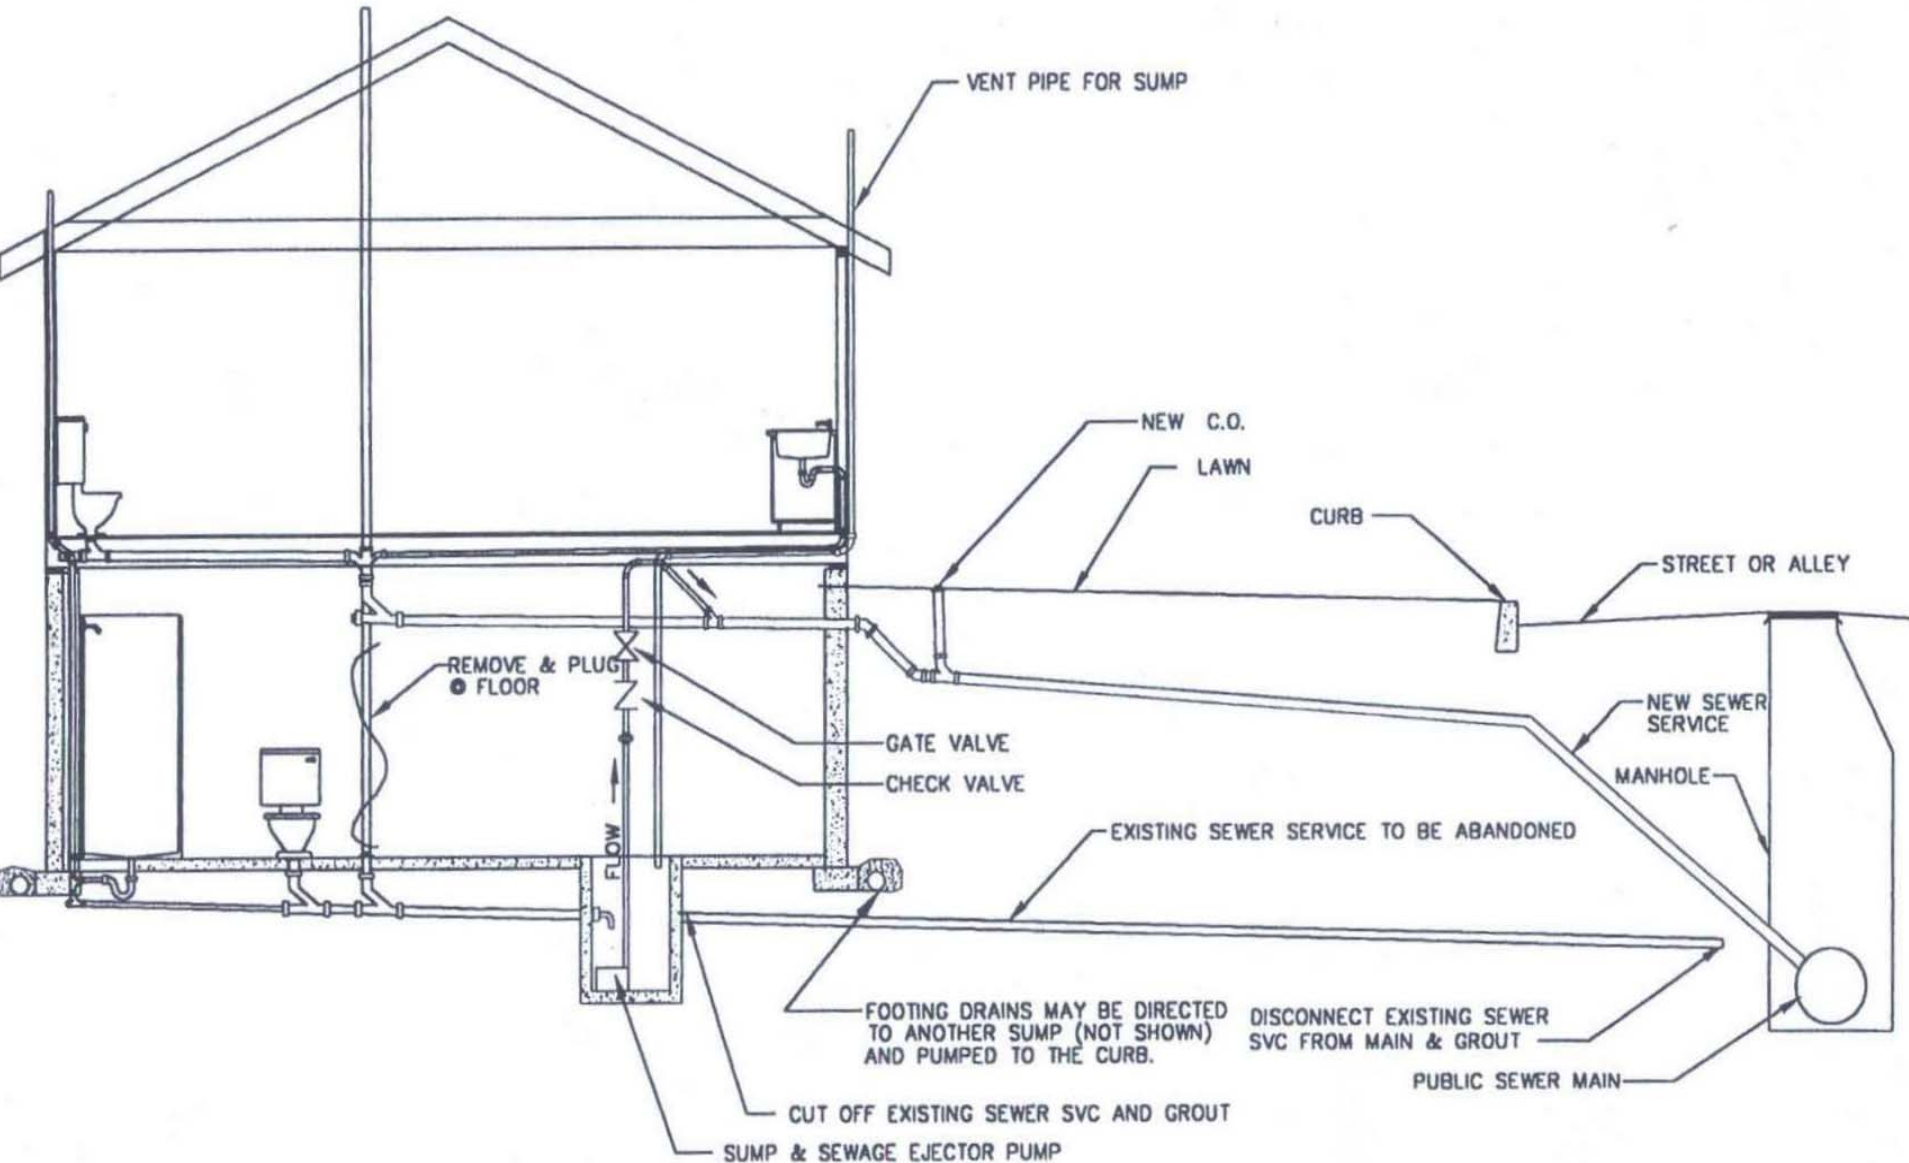 VENT PIPE FOR SUMP
NEW C.O.
LAWN
CURB
STREET OR ALLEY
REMOVE & PLUG
@ FLOOR
NEW SEWER
SERVICE
GATE VALVE
MANHOLE
CHECK VALVE
FLOW
EXISTING SEWER SERVICE TO BE ABANDONED
FOOTING DRAINS MAY BE DIRECTED
TO ANOTHER SUMP (NOT SHOWN)
AND PUMPED TO THE CURB.
DISCONNECT EXISTING SEWER
SVC FROM MAIN & GROUT
PUBLIC SEWER MAIN
CUT OFF EXISTING SEWER SVC AND GROUT
SUMP & SEWAGE EJECTOR PUMP